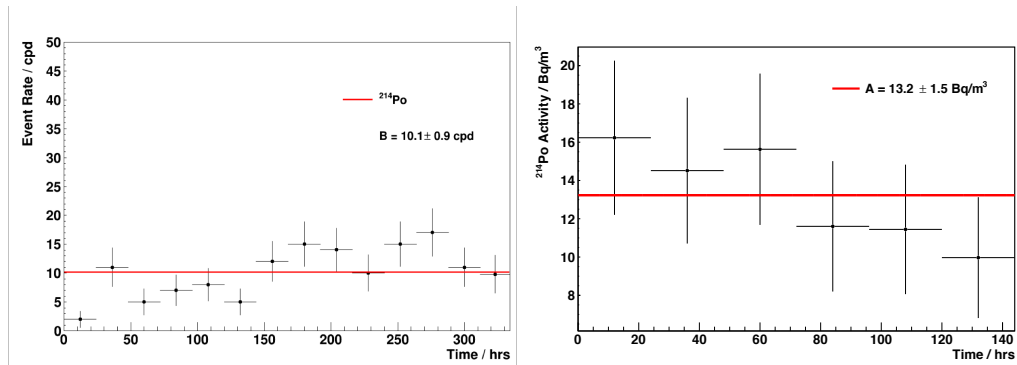 Event Rate / cpd
50
45
40
35
30
25
20
15
10
5
0
²¹⁴Po
B = 10.1± 0.9 cpd
0 50 100 150 200 250 300
Time / hrs
²¹⁴Po Activity / Bq/m³
20
18
16
14
12
10
8
A = 13.2 ± 1.5 Bq/m³
0 20 40 60 80 100 120 140
Time / hrs